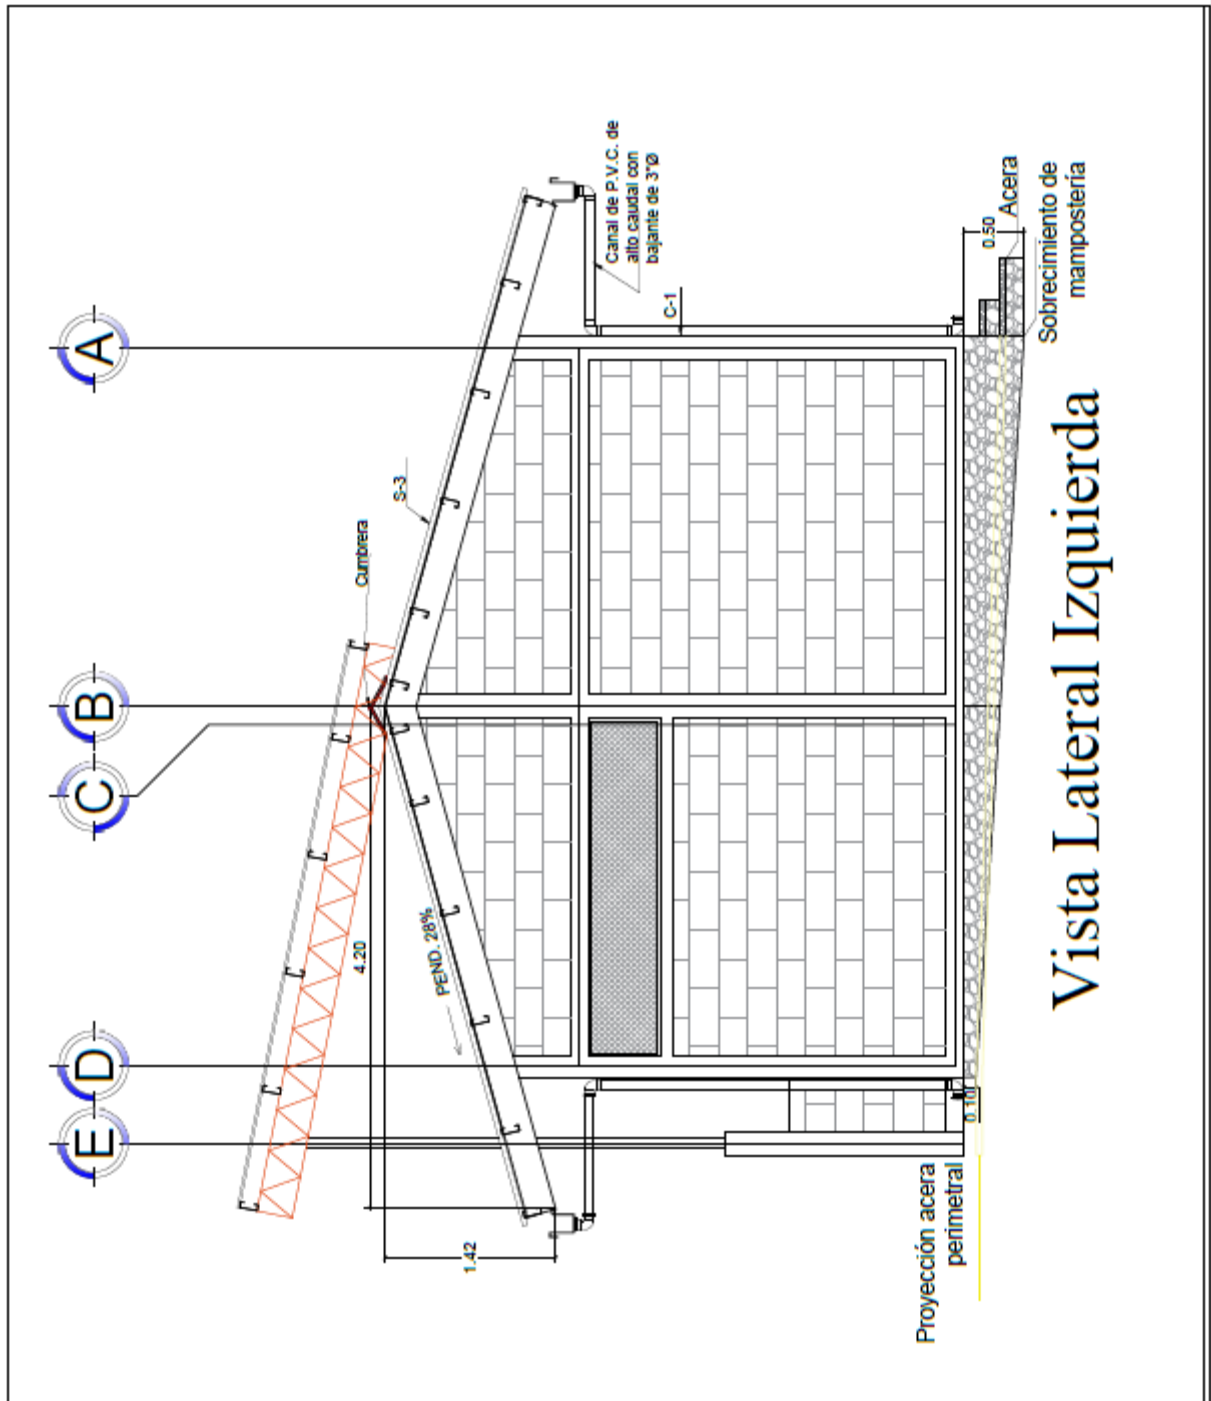 E
D
C
B
A
Cumbrera
S-3
4.20
PEND. 28%
1.42
Canal de P.V.C. de
alto caudal con
bajante de 3"Ø
C-1
0.50
0.10
Acera
Sobrecimiento de
mampostería
Proyección acera
perimetral
Vista Lateral Izquierda